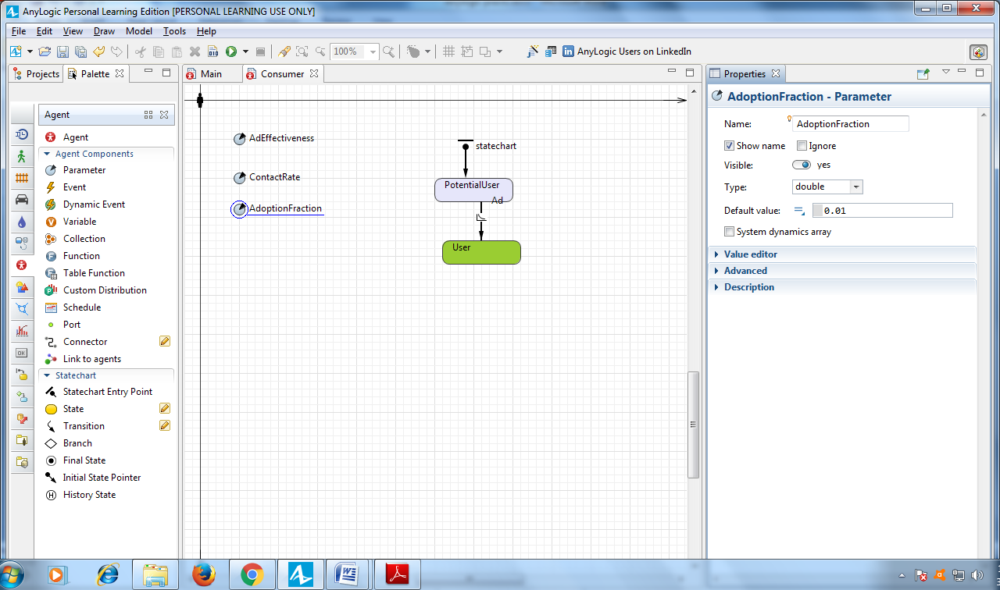 AnyLogic Personal Learning Edition [PERSONAL LEARNING USE ONLY]
File Edit View Draw Model Tools Help
100% AnyLogic Users on LinkedIn
Projects Palette Main Consumer Properties
Agent
Agent
Agent Components
Parameter
Event
Dynamic Event
Variable
Collection
Function
Table Function
Custom Distribution
Schedule
Port
Connector
Link to agents
Statechart
Statechart Entry Point
State
Transition
Branch
Final State
Initial State Pointer
History State
AdEffectiveness
ContactRate
AdoptionFraction
statechart
PotentialUser
Ad
User
AdoptionFraction - Parameter
Name: AdoptionFraction
Show name Ignore
Visible: yes
Type: double
Default value: 0.01
System dynamics array
Value editor
Advanced
Description